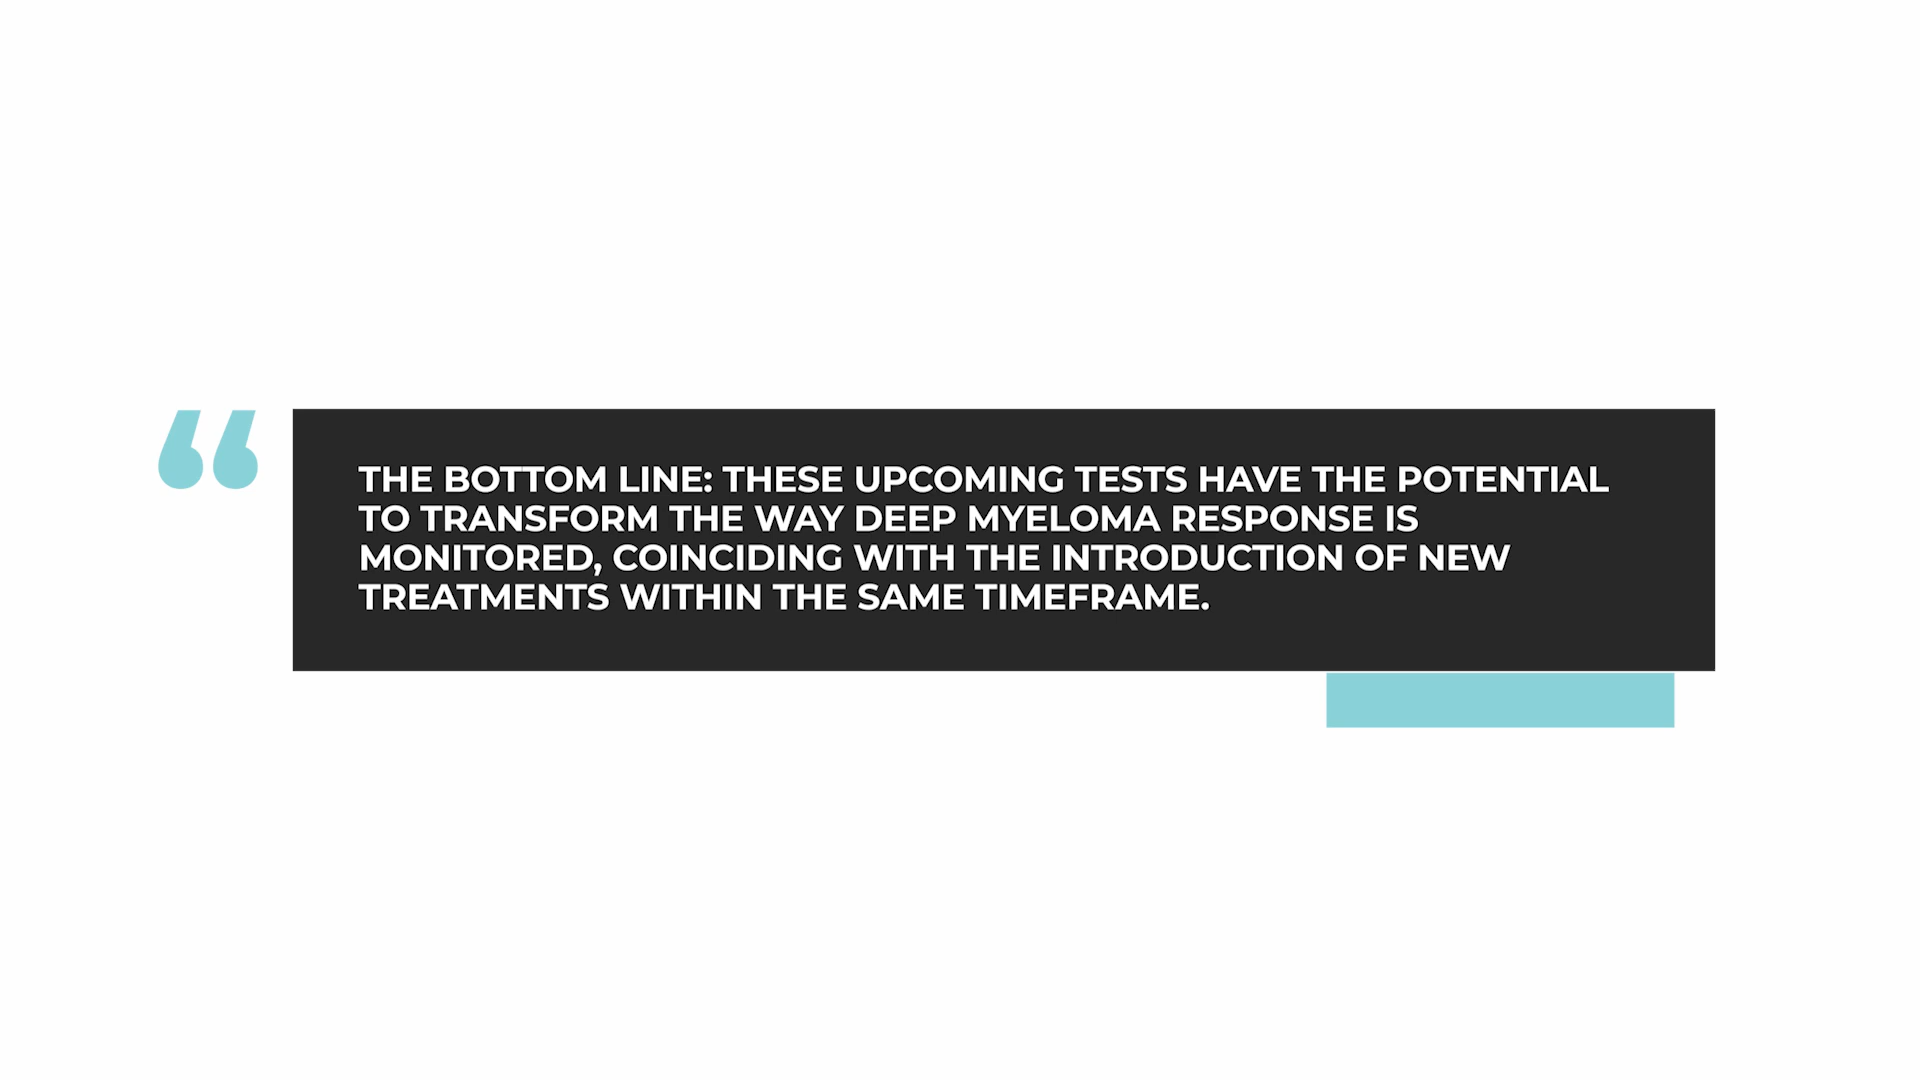 “
THE BOTTOM LINE: THESE UPCOMING TESTS HAVE THE POTENTIAL
TO TRANSFORM THE WAY DEEP MYELOMA RESPONSE IS
MONITORED, COINCIDING WITH THE INTRODUCTION OF NEW
TREATMENTS WITHIN THE SAME TIMEFRAME.